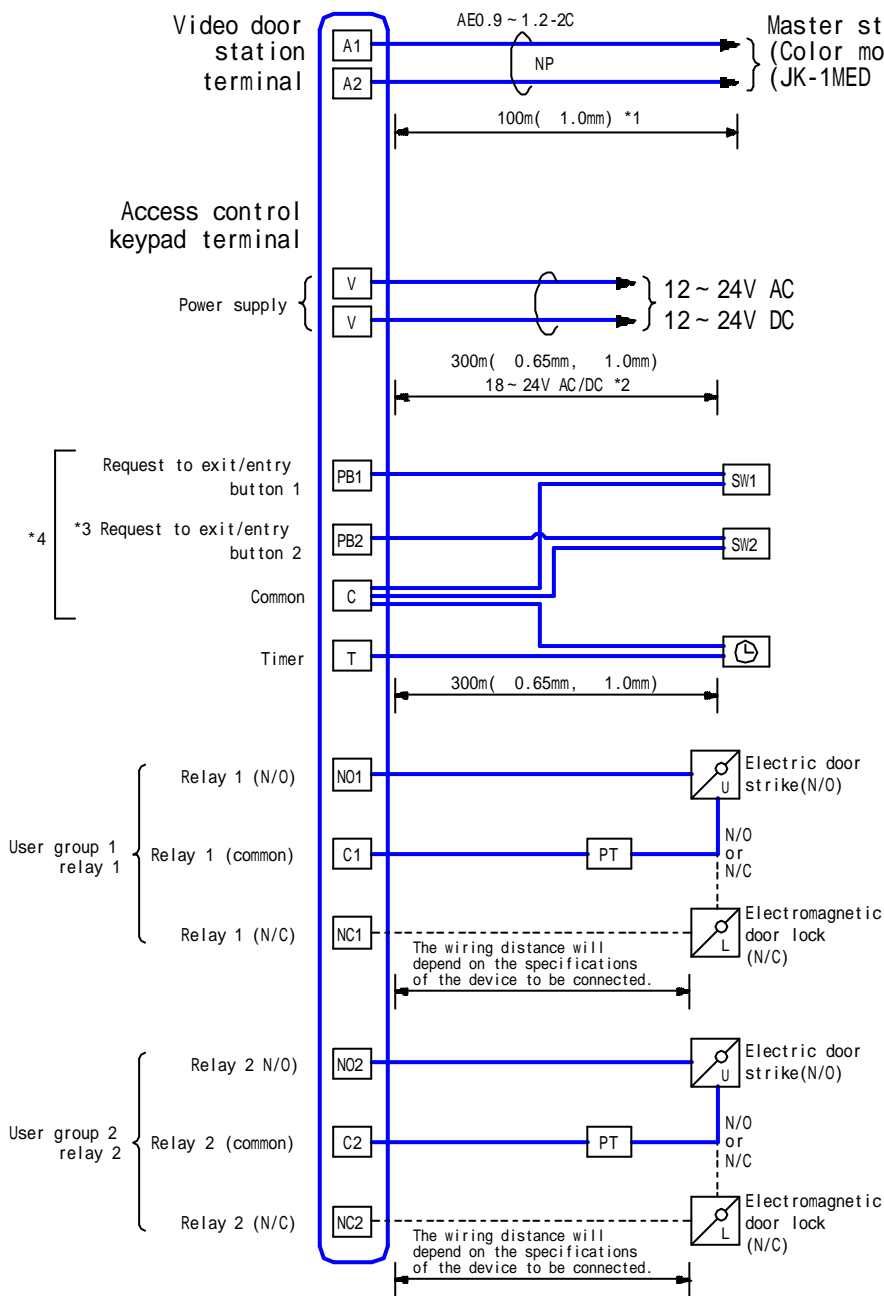 Video door
station
terminal
A1
A2
AE0.9~1.2-2C
NP
Master st
(Color mo
(JK-1MED
100m( 1.0mm) *1
Access control
keypad terminal
Power supply
V
V
12~24V AC
12~24V DC
300m( 0.65mm, 1.0mm)
18~24V AC/DC *2
*4
Request to exit/entry
button 1
PB1
SW1
*3 Request to exit/entry
button 2
PB2
SW2
Common
C
Timer
T
300m( 0.65mm, 1.0mm)
User group 1
relay 1
Relay 1 (N/O)
NO1
U
Electric door
strike(N/O)
Relay 1 (common)
C1
PT
N/O
or
N/C
Relay 1 (N/C)
NC1
L
Electromagnetic
door lock
(N/C)
The wiring distance will
depend on the specifications
of the device to be connected.
User group 2
relay 2
Relay 2 N/O)
NO2
U
Electric door
strike(N/O)
Relay 2 (common)
C2
PT
N/O
or
N/C
Relay 2 (N/C)
NC2
L
Electromagnetic
door lock
(N/C)
The wiring distance will
depend on the specifications
of the device to be connected.